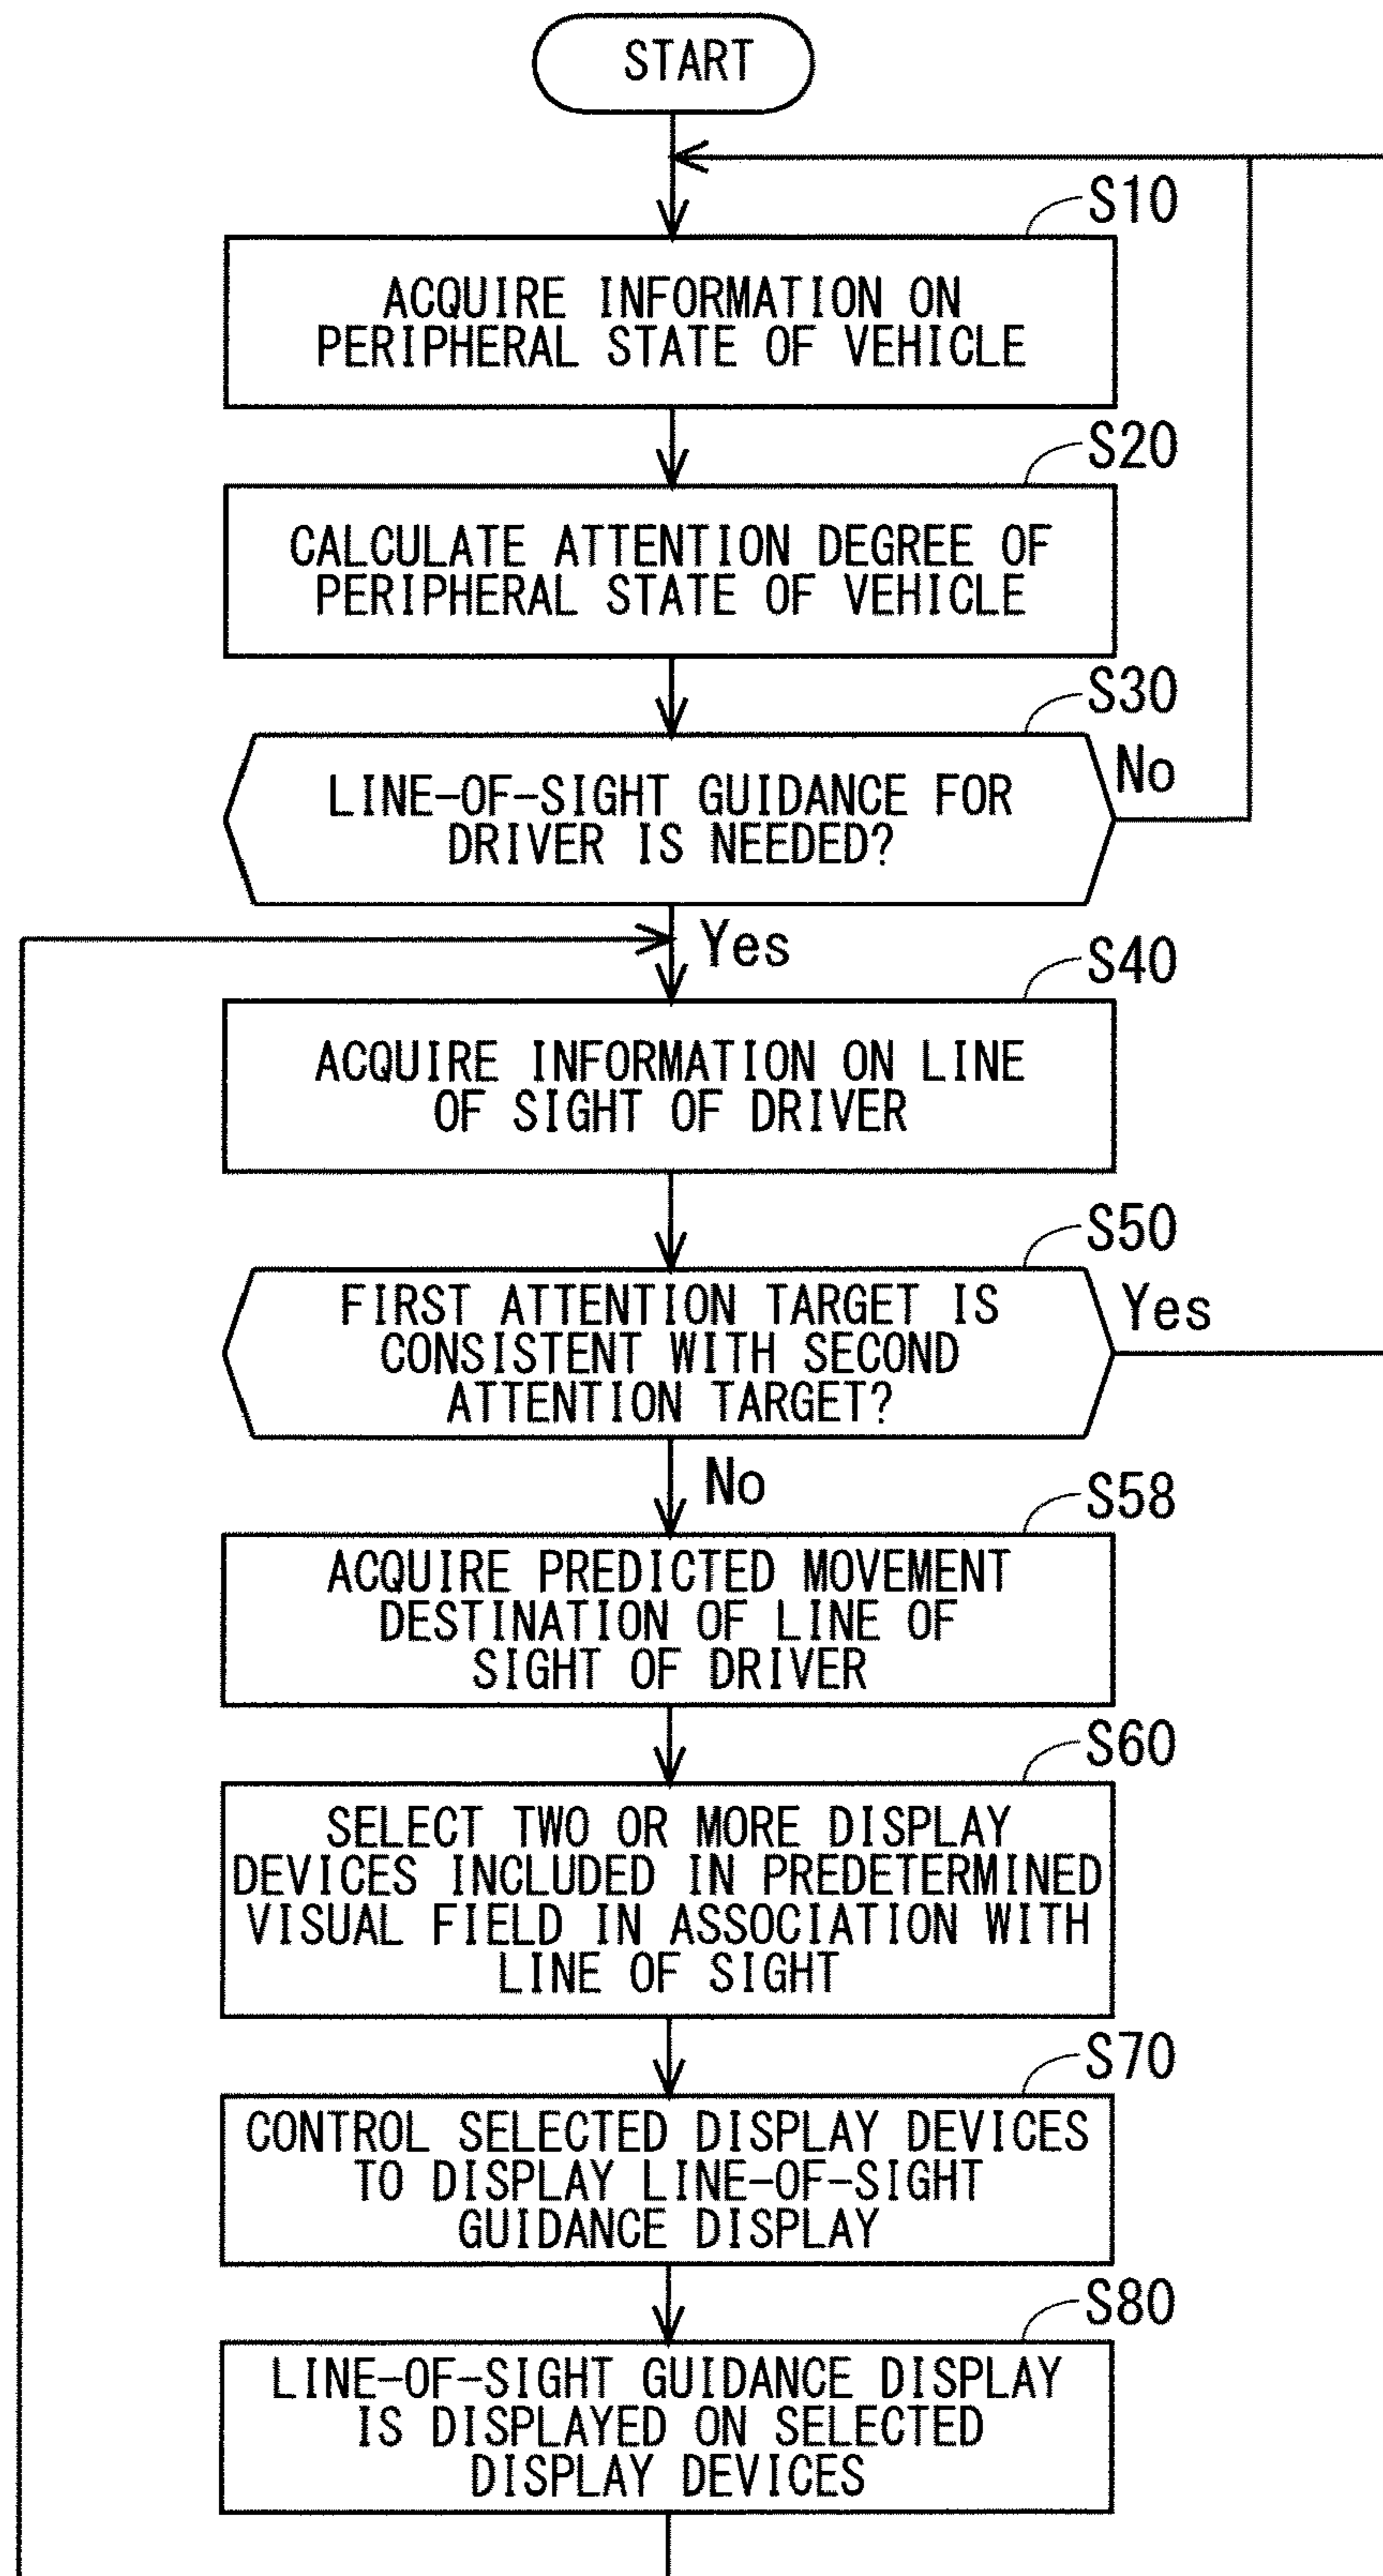 START
S10
ACQUIRE INFORMATION ON
PERIPHERAL STATE OF VEHICLE
S20
CALCULATE ATTENTION DEGREE OF
PERIPHERAL STATE OF VEHICLE
S30
LINE-OF-SIGHT GUIDANCE FOR
DRIVER IS NEEDED?
No
Yes
S40
ACQUIRE INFORMATION ON LINE
OF SIGHT OF DRIVER
S50
FIRST ATTENTION TARGET IS
CONSISTENT WITH SECOND
ATTENTION TARGET?
Yes
No
S58
ACQUIRE PREDICTED MOVEMENT
DESTINATION OF LINE OF
SIGHT OF DRIVER
S60
SELECT TWO OR MORE DISPLAY
DEVICES INCLUDED IN PREDETERMINED
VISUAL FIELD IN ASSOCIATION WITH
LINE OF SIGHT
S70
CONTROL SELECTED DISPLAY DEVICES
TO DISPLAY LINE-OF-SIGHT
GUIDANCE DISPLAY
S80
LINE-OF-SIGHT GUIDANCE DISPLAY
IS DISPLAYED ON SELECTED
DISPLAY DEVICES